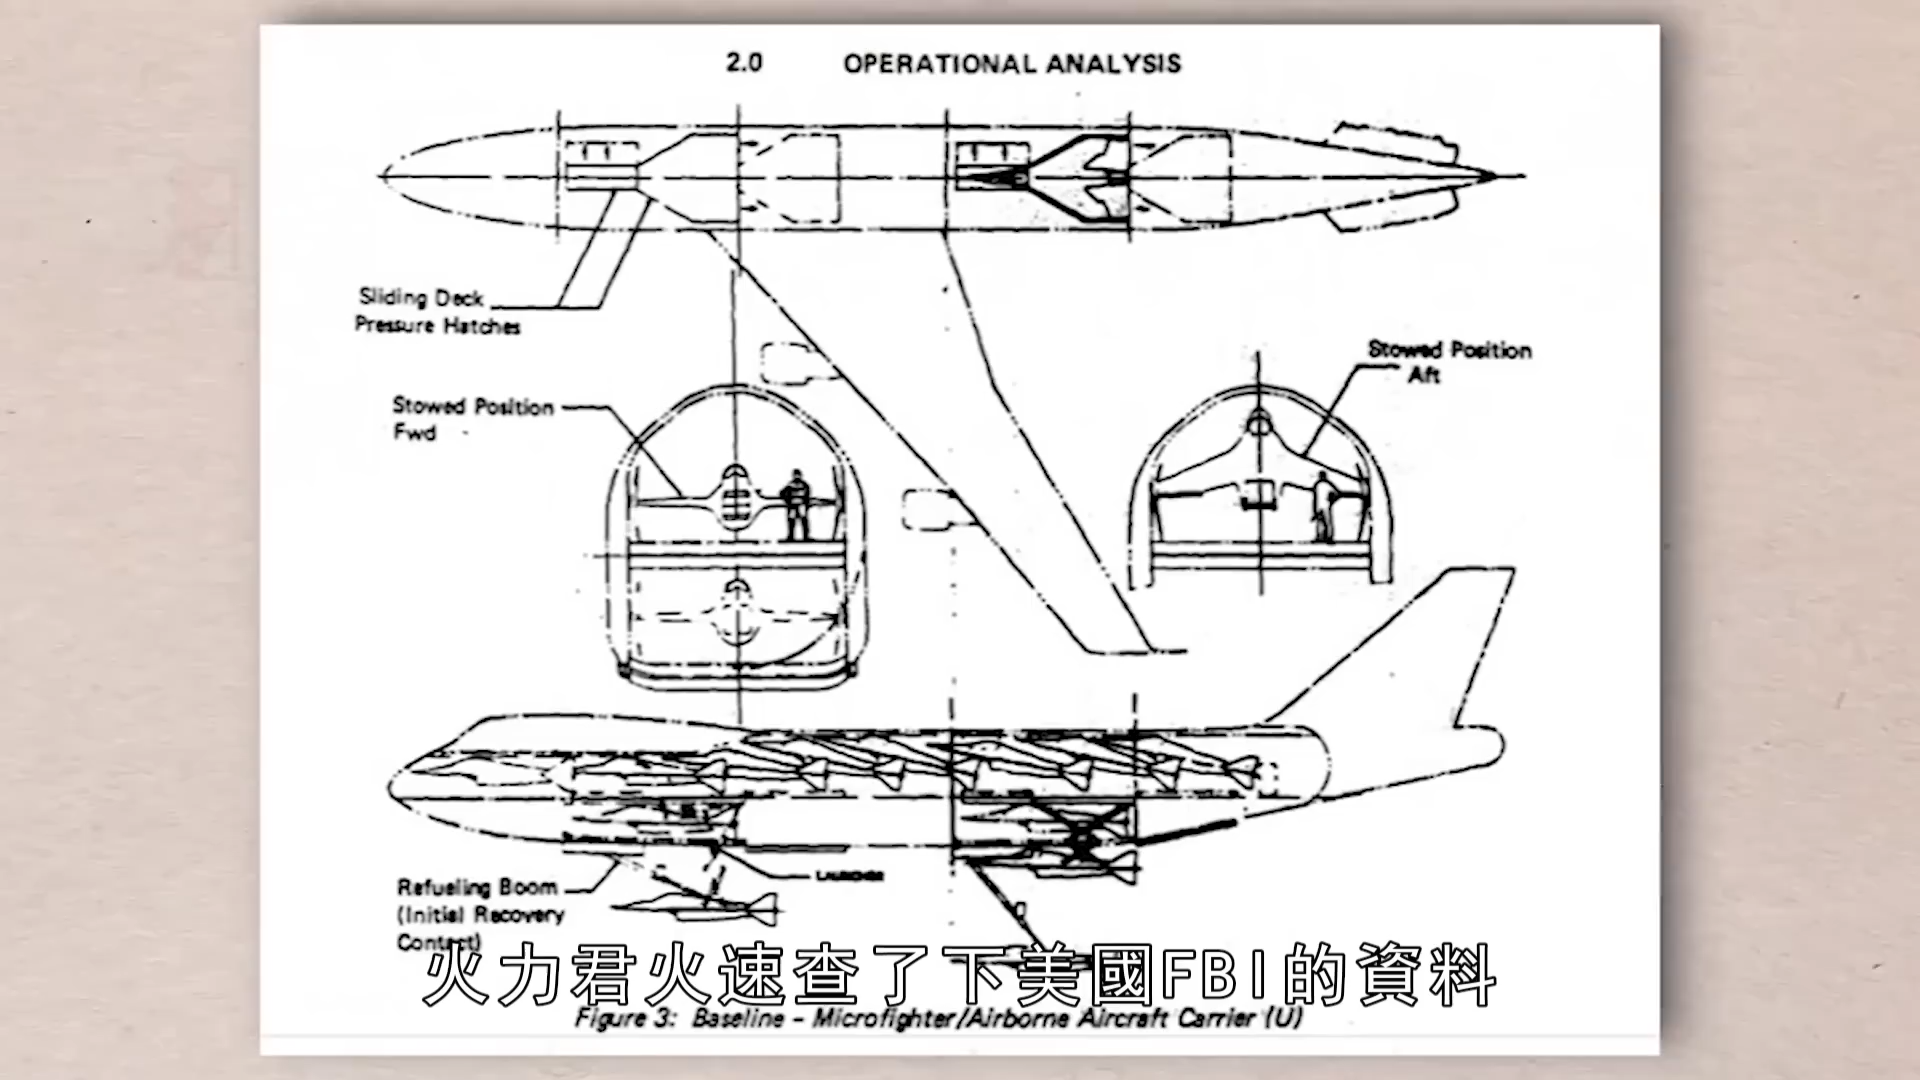 2.0 OPERATIONAL ANALYSIS
Sliding Deck
Pressure Hatches
Stowed Position
Aft
Stowed Position
Fwd
LAUNCHER
Refueling Boom
(Initial Recovery
Contact)
火力君火速查了下美國FBI的資料
Figure 3: Baseline - Microfighter/Airborne Aircraft Carrier (U)